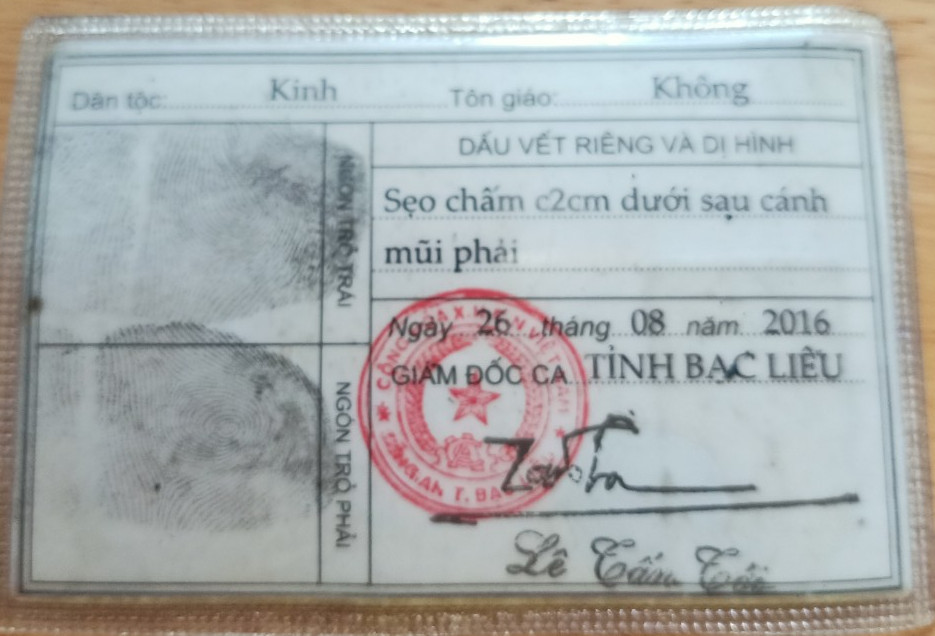 Dân tộc: Kinh Tôn giáo: Không
NGÓN TRỎ TRÁI
DẤU VẾT RIÊNG VÀ DỊ HÌNH
Sẹo chấm c2cm dưới sau cánh
mũi phải
Ngày 26 tháng 08 năm 2016
GIÁM ĐỐC CA TỈNH BẠC LIÊU
NGÓN TRỎ PHẢI
Lê Tấn Tới